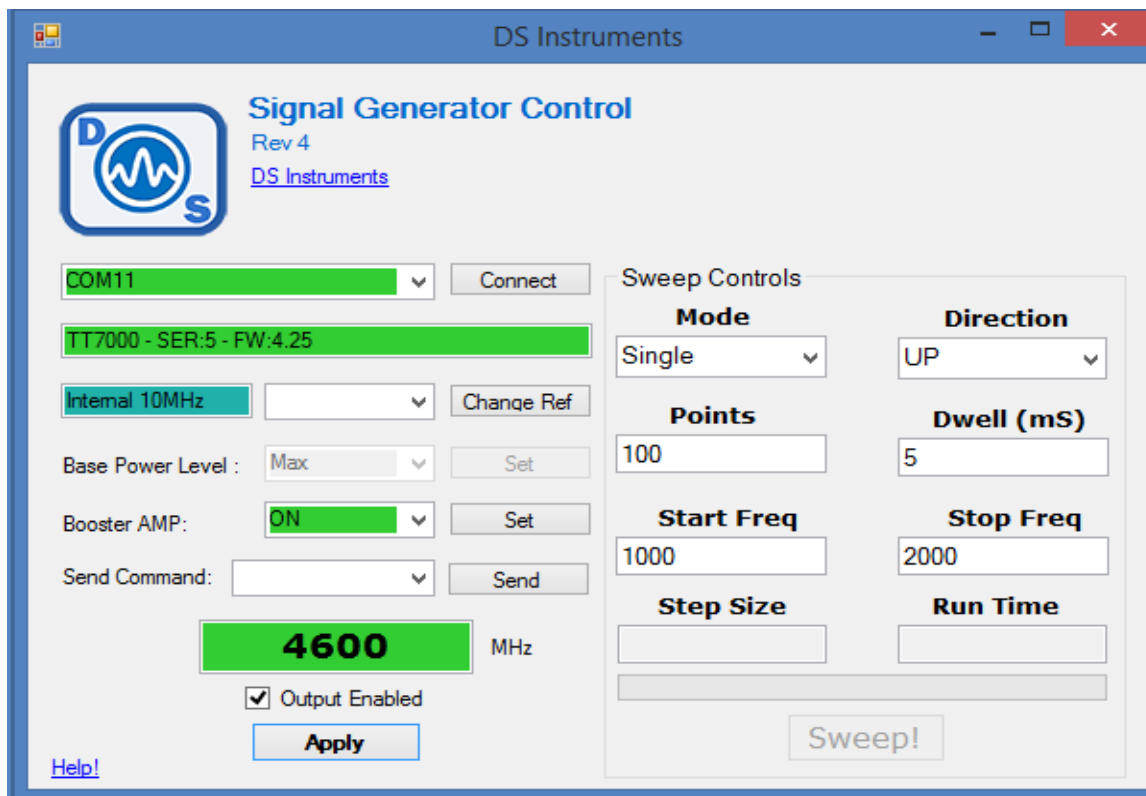 DS Instruments
D
S
Signal Generator Control
Rev 4
DS Instruments
COM11
Connect
TT7000 - SER:5 - FW:4.25
Internal 10MHz
Change Ref
Base Power Level :
Max
Set
Booster AMP:
ON
Set
Send Command:
Send
4600
MHz
Output Enabled
Apply
Help!
Sweep Controls
Mode
Direction
Single
UP
Points
Dwell (mS)
100
5
Start Freq
Stop Freq
1000
2000
Step Size
Run Time
Sweep!